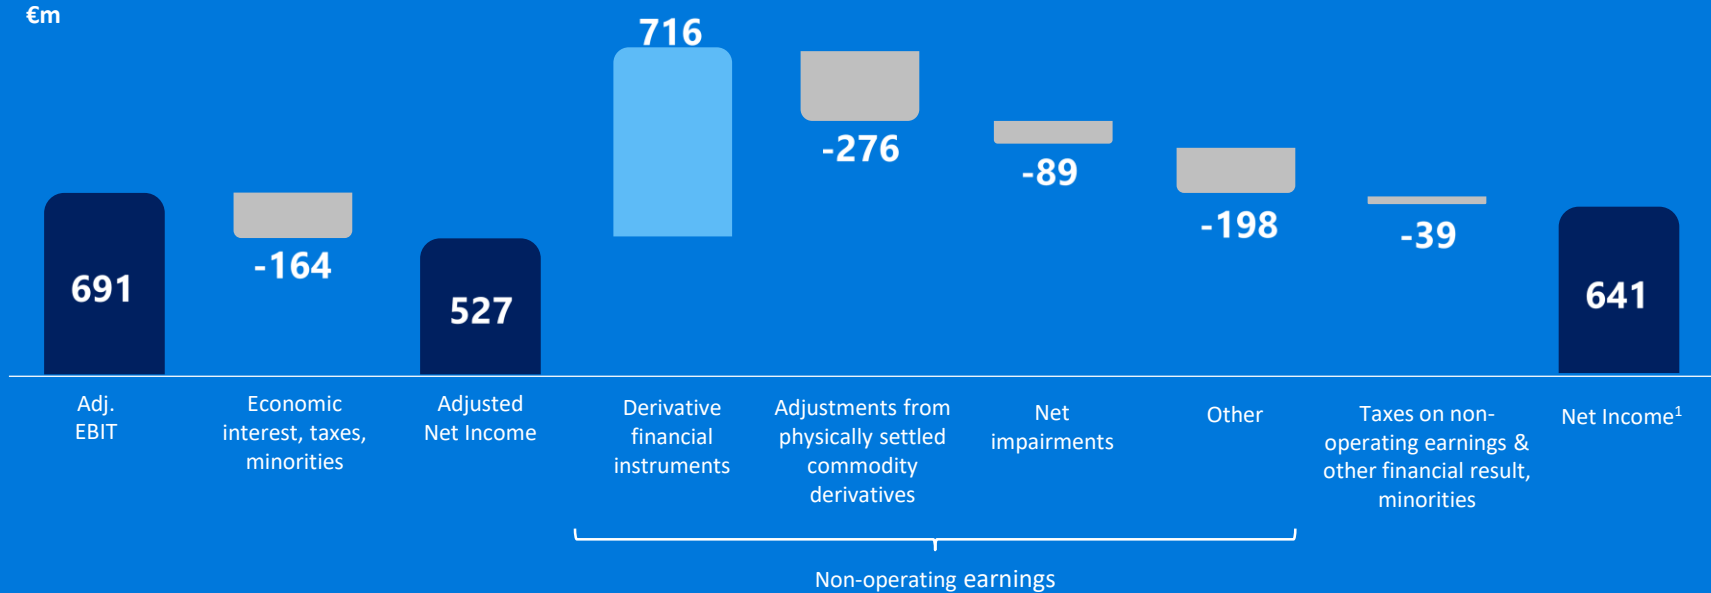 €m
716
-276
-89
-198
-39
-164
691
527
641
Adj.
EBIT
Economic
interest, taxes,
minorities
Adjusted
Net Income
Derivative
financial
instruments
Adjustments from
physically settled
commodity
derivatives
Net
impairments
Other
Taxes on non-
operating earnings &
other financial result,
minorities
Net Income¹
Non-operating earnings